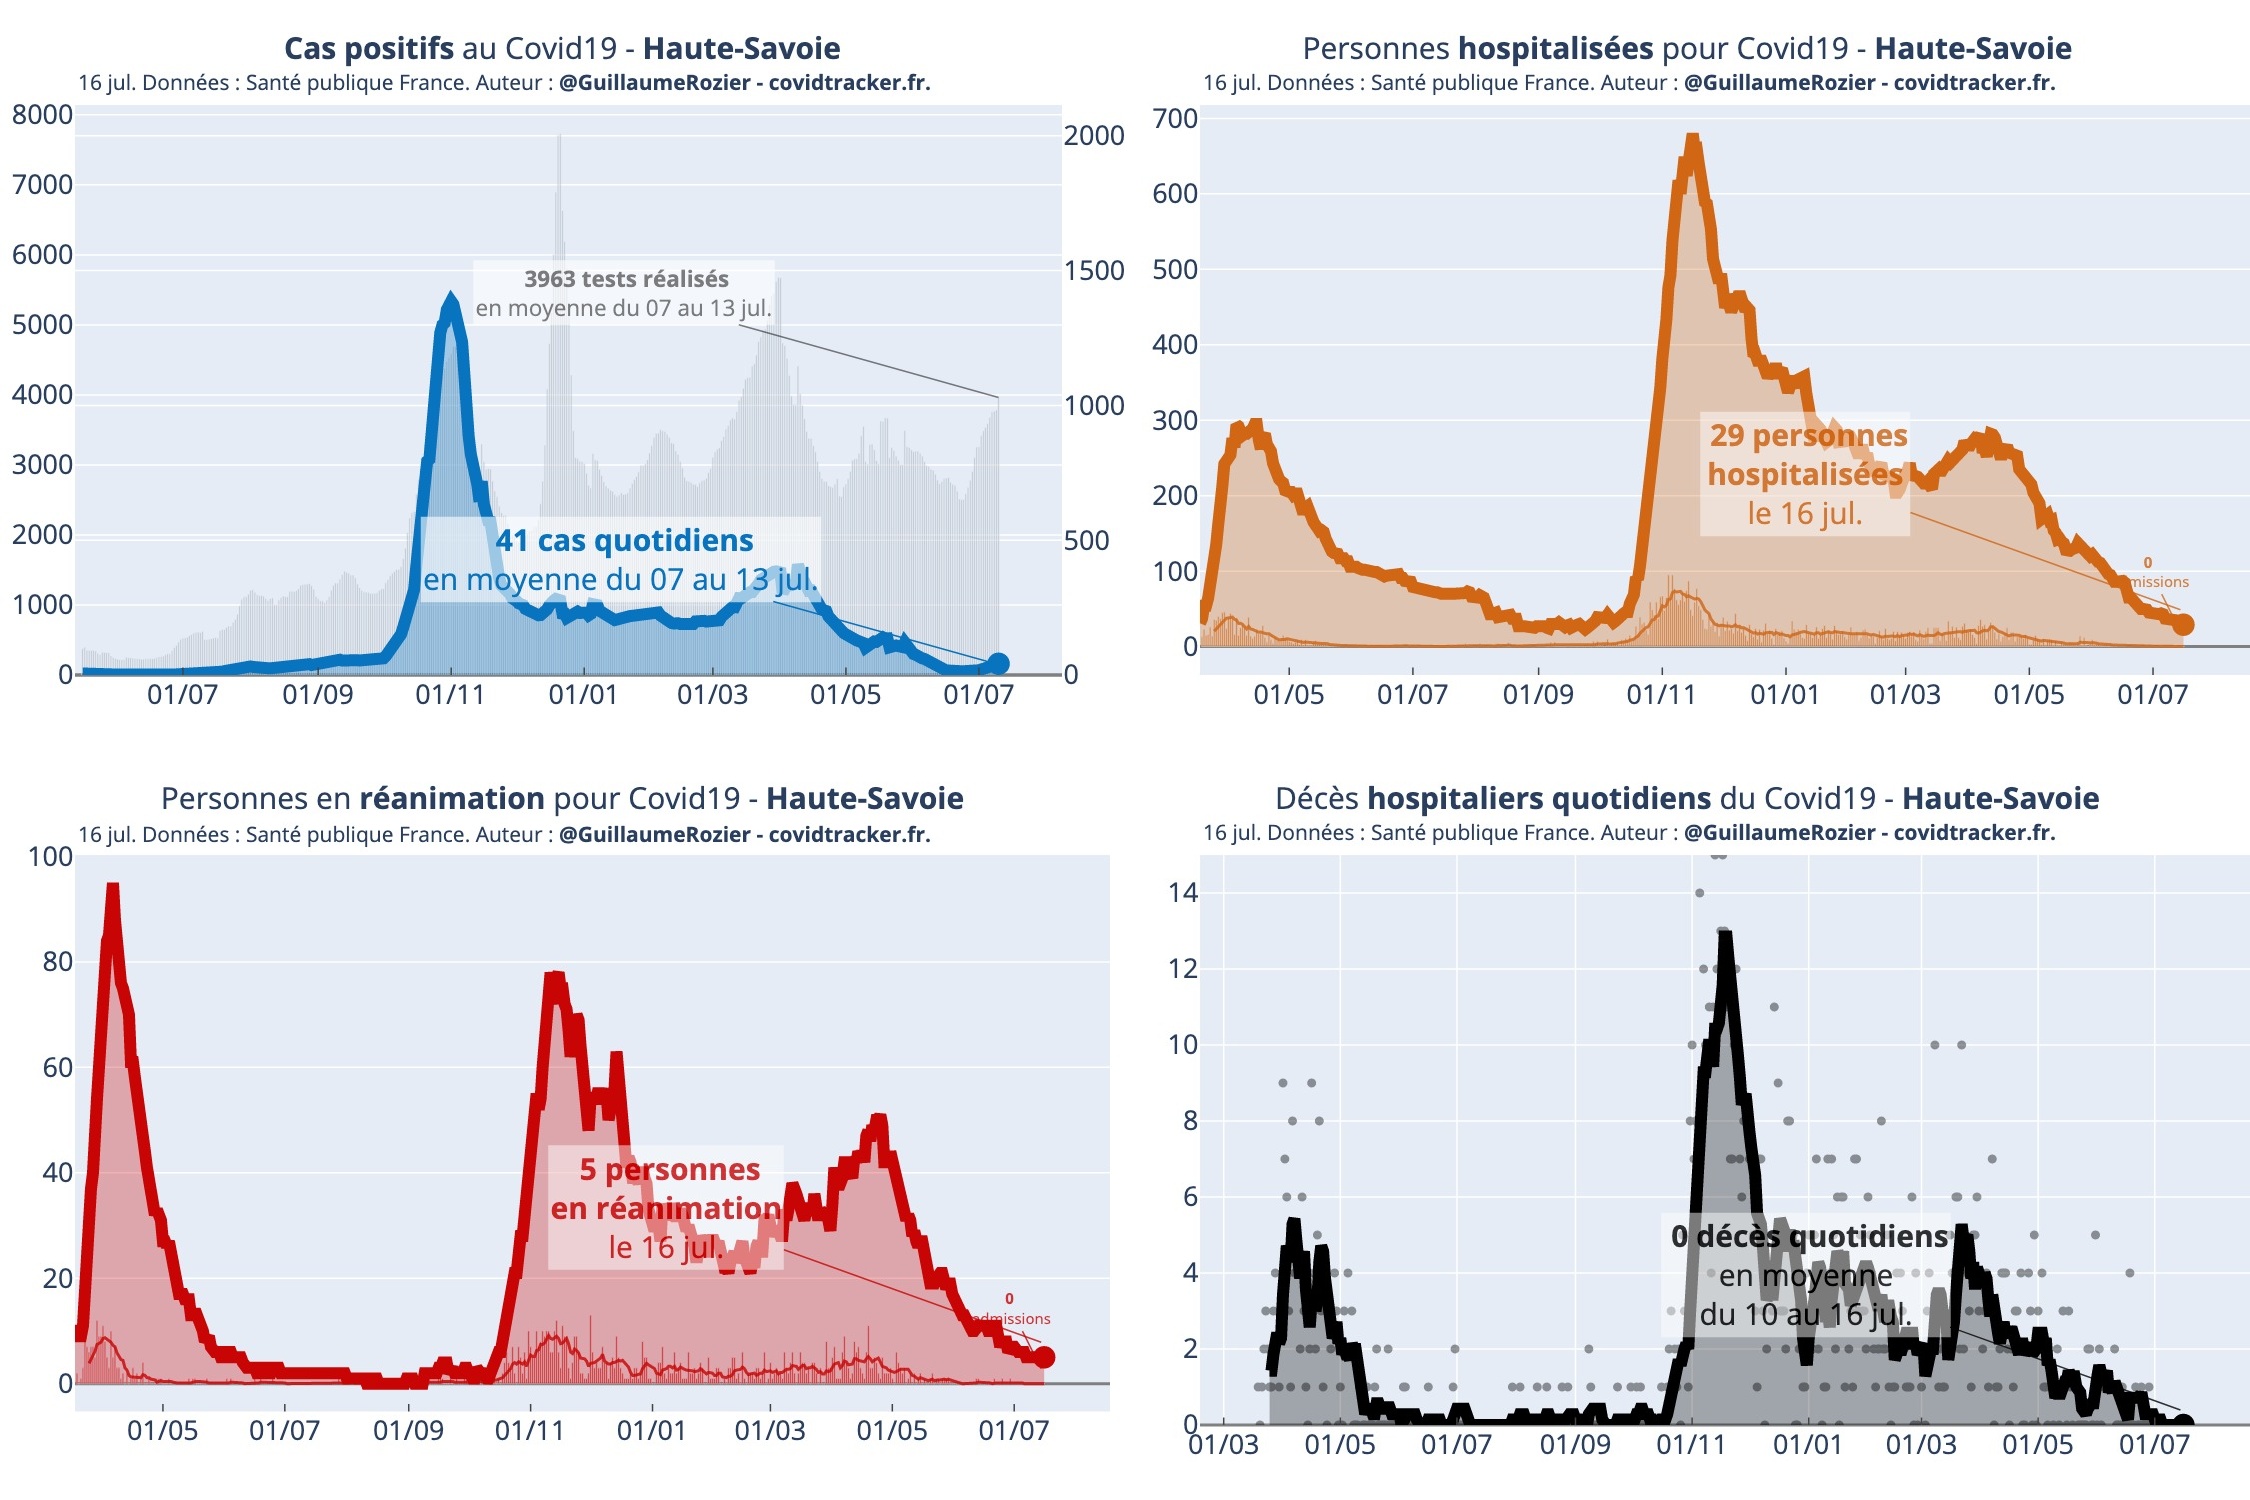 Cas positifs au Covid19 - Haute-Savoie
16 jul. Données : Santé publique France. Auteur : @GuillaumeRozier - covidtracker.fr.
8000
7000
6000
5000
4000
3000
2000
1000
0
2000
1500
1000
500
0
3963 tests réalisés
en moyenne du 07 au 13 jul.
41 cas quotidiens
en moyenne du 07 au 13 jul.
01/07 01/09 01/11 01/01 01/03 01/05 01/07
Personnes hospitalisées pour Covid19 - Haute-Savoie
16 jul. Données : Santé publique France. Auteur : @GuillaumeRozier - covidtracker.fr.
700
600
500
400
300
200
100
0
29 personnes
hospitalisées
le 16 jul.
0
missions
01/05 01/07 01/09 01/11 01/01 01/03 01/05 01/07
Personnes en réanimation pour Covid19 - Haute-Savoie
16 jul. Données : Santé publique France. Auteur : @GuillaumeRozier - covidtracker.fr.
100
80
60
40
20
0
5 personnes
en réanimation
le 16 jul.
0
admissions
01/05 01/07 01/09 01/11 01/01 01/03 01/05 01/07
Décès hospitaliers quotidiens du Covid19 - Haute-Savoie
16 jul. Données : Santé publique France. Auteur : @GuillaumeRozier - covidtracker.fr.
14
12
10
8
6
4
2
0
0 décès quotidiens
en moyenne
du 10 au 16 jul.
01/03 01/05 01/07 01/09 01/11 01/01 01/03 01/05 01/07